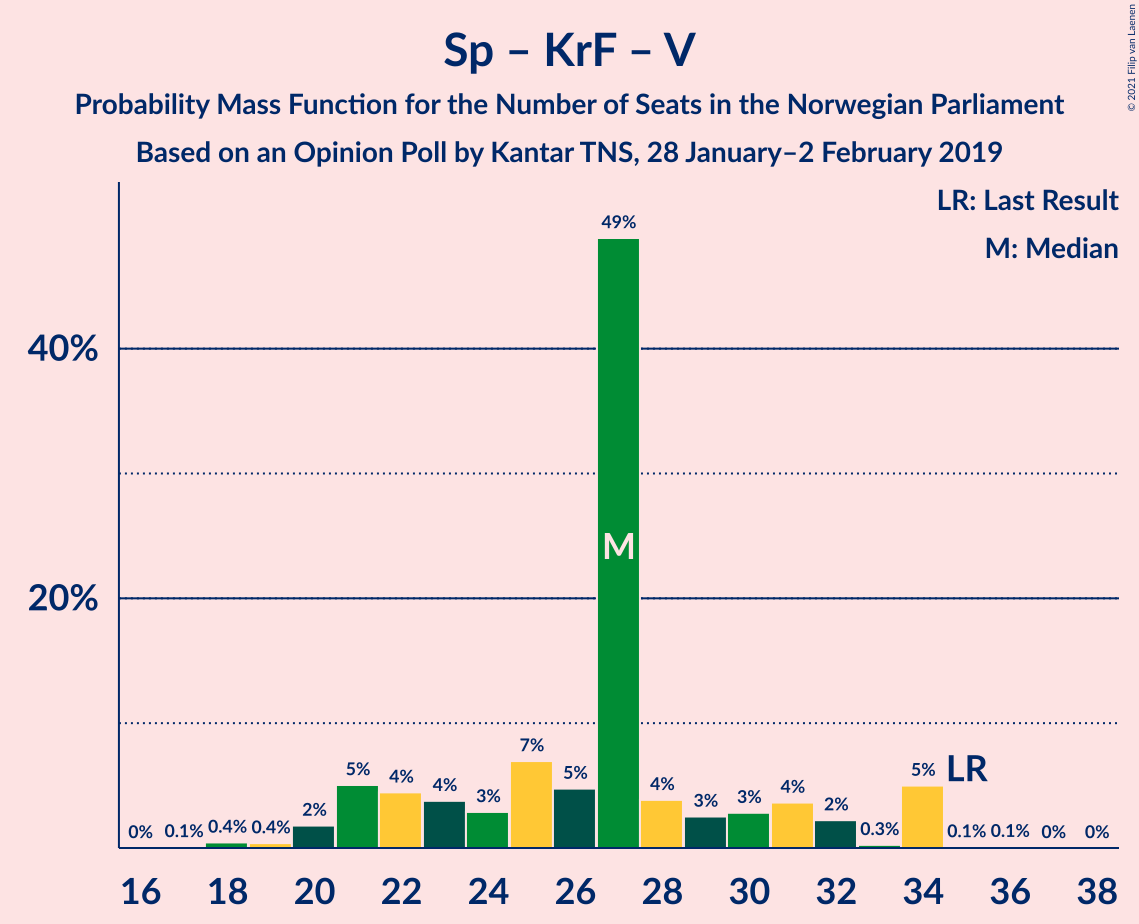 Sp – KrF – V
Probability Mass Function for the Number of Seats in the Norwegian Parliament
Based on an Opinion Poll by Kantar TNS, 28 January–2 February 2019
© 2021 Filip van Laenen
LR: Last Result
M: Median
40%
20%
0% 0.1% 0.4% 0.4% 2% 5% 4% 4% 3% 7% 5% 49% 4% 3% 3% 4% 2% 0.3% 5% 0.1% 0.1% 0% 0%
M
LR
16 18 20 22 24 26 28 30 32 34 36 38